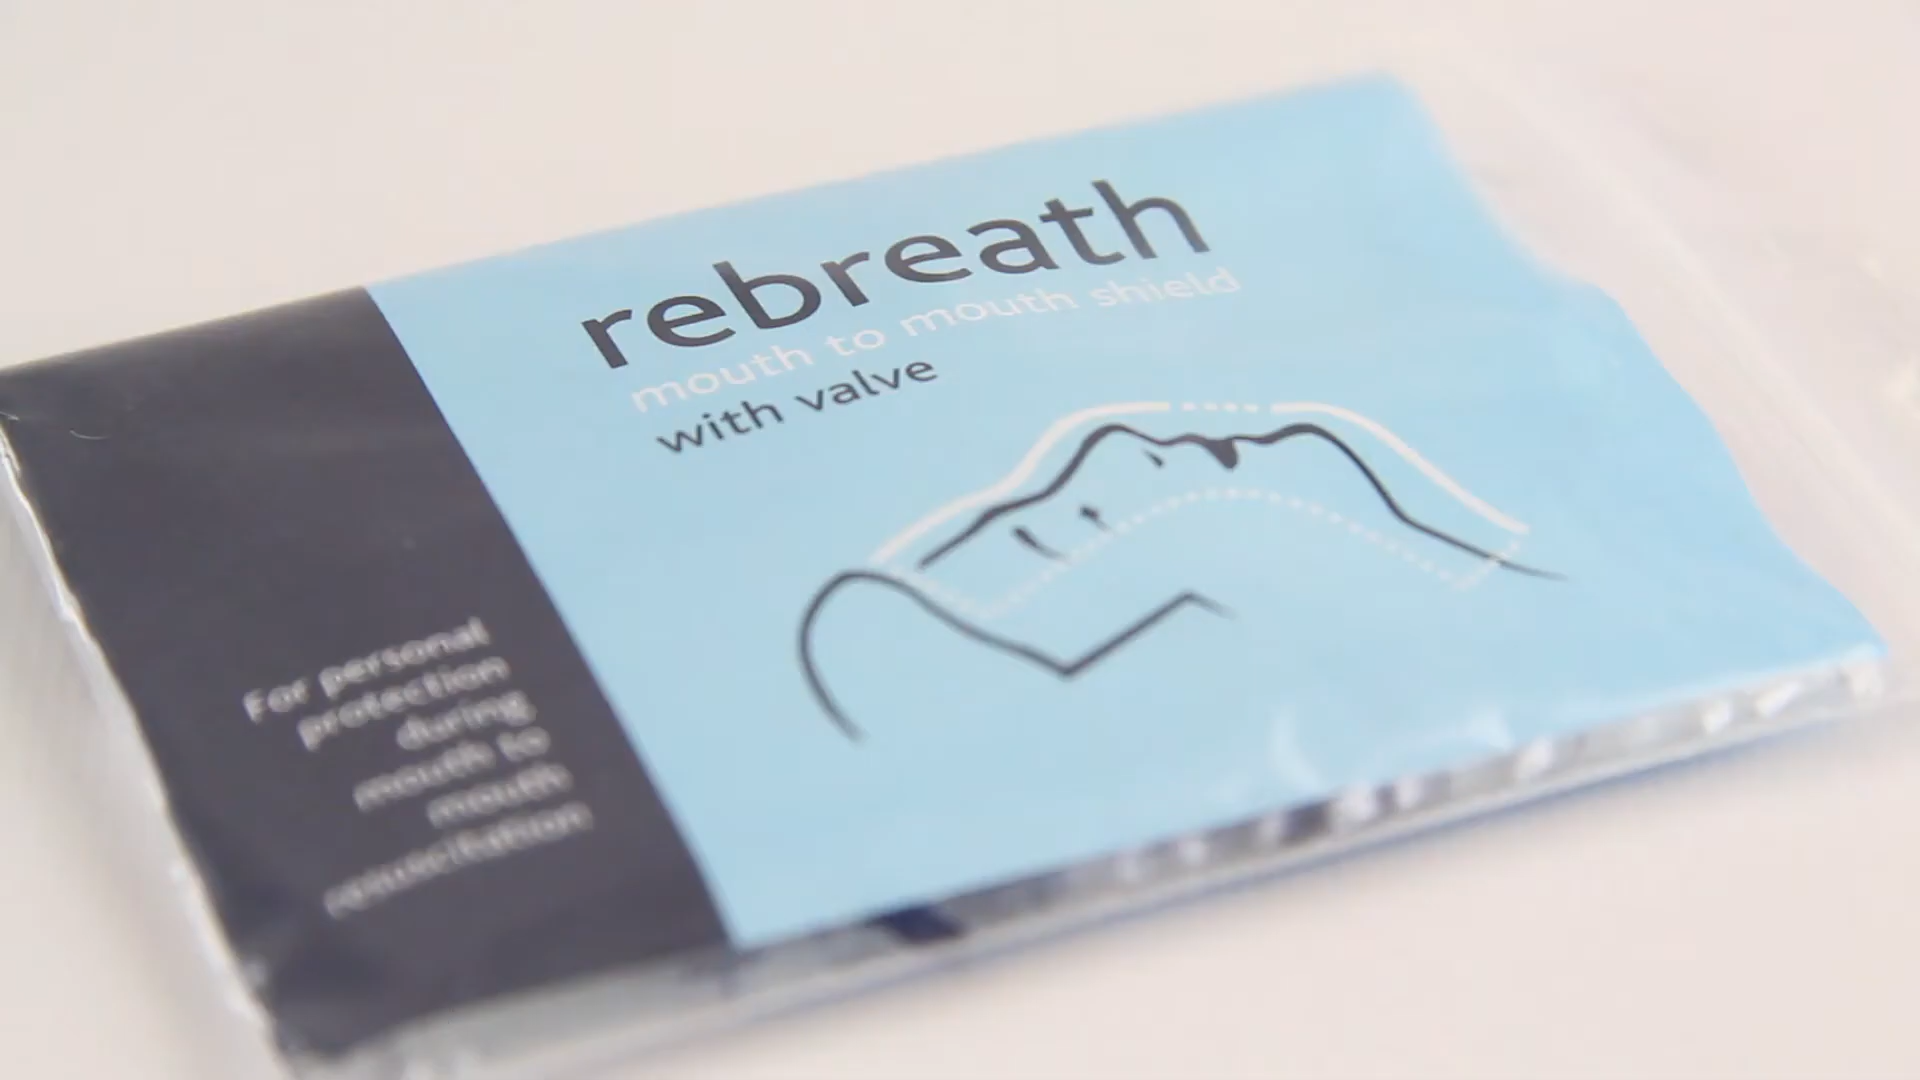 rebreath
mouth to mouth shield
with valve
For personal
protection
during
mouth to
mouth
resuscitation